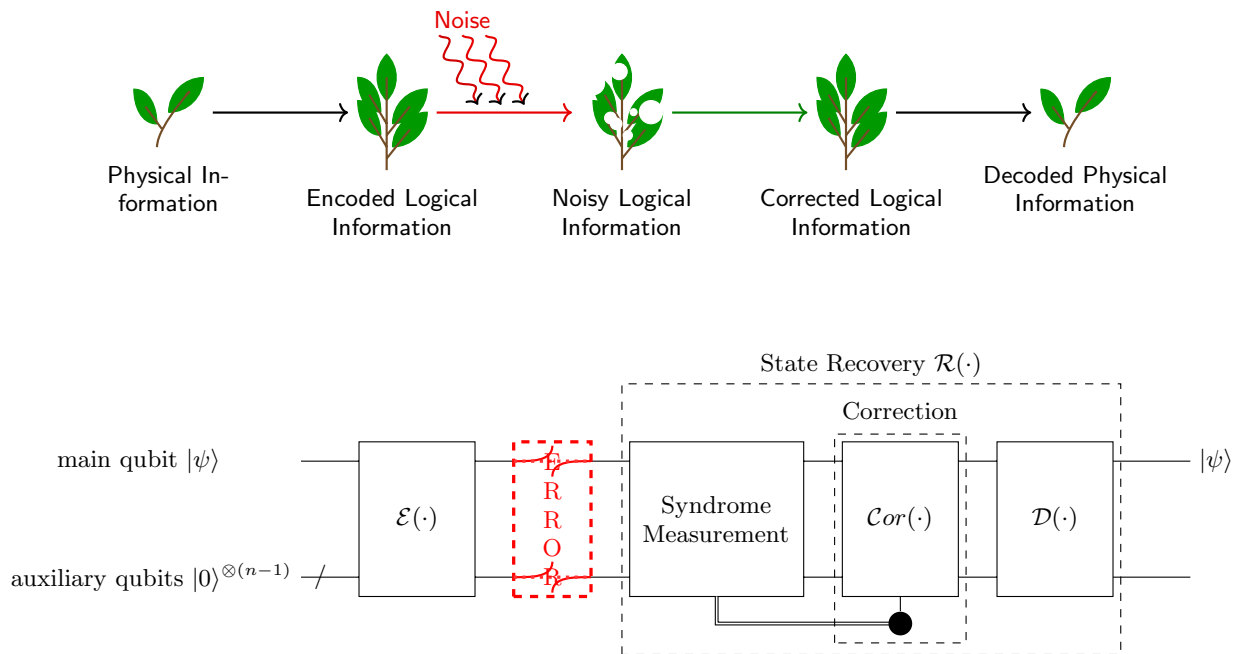 Noise
Physical In-
formation
Encoded Logical
Information
Noisy Logical
Information
Corrected Logical
Information
Decoded Physical
Information
State Recovery ℛ(·)
Correction
main qubit |ψ⟩
auxiliary qubits |0⟩^{⊗(n−1)}
ℰ(·)
E
R
R
O
R
Syndrome
Measurement
𝒞or(·)
𝒟(·)
|ψ⟩